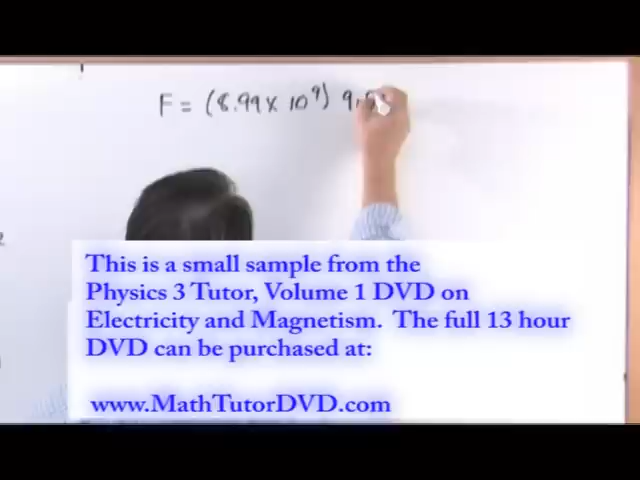 F = (8.99 x 10⁹) 9.
This is a small sample from the
Physics 3 Tutor, Volume 1 DVD on
Electricity and Magnetism. The full 13 hour
DVD can be purchased at:
www.MathTutorDVD.com